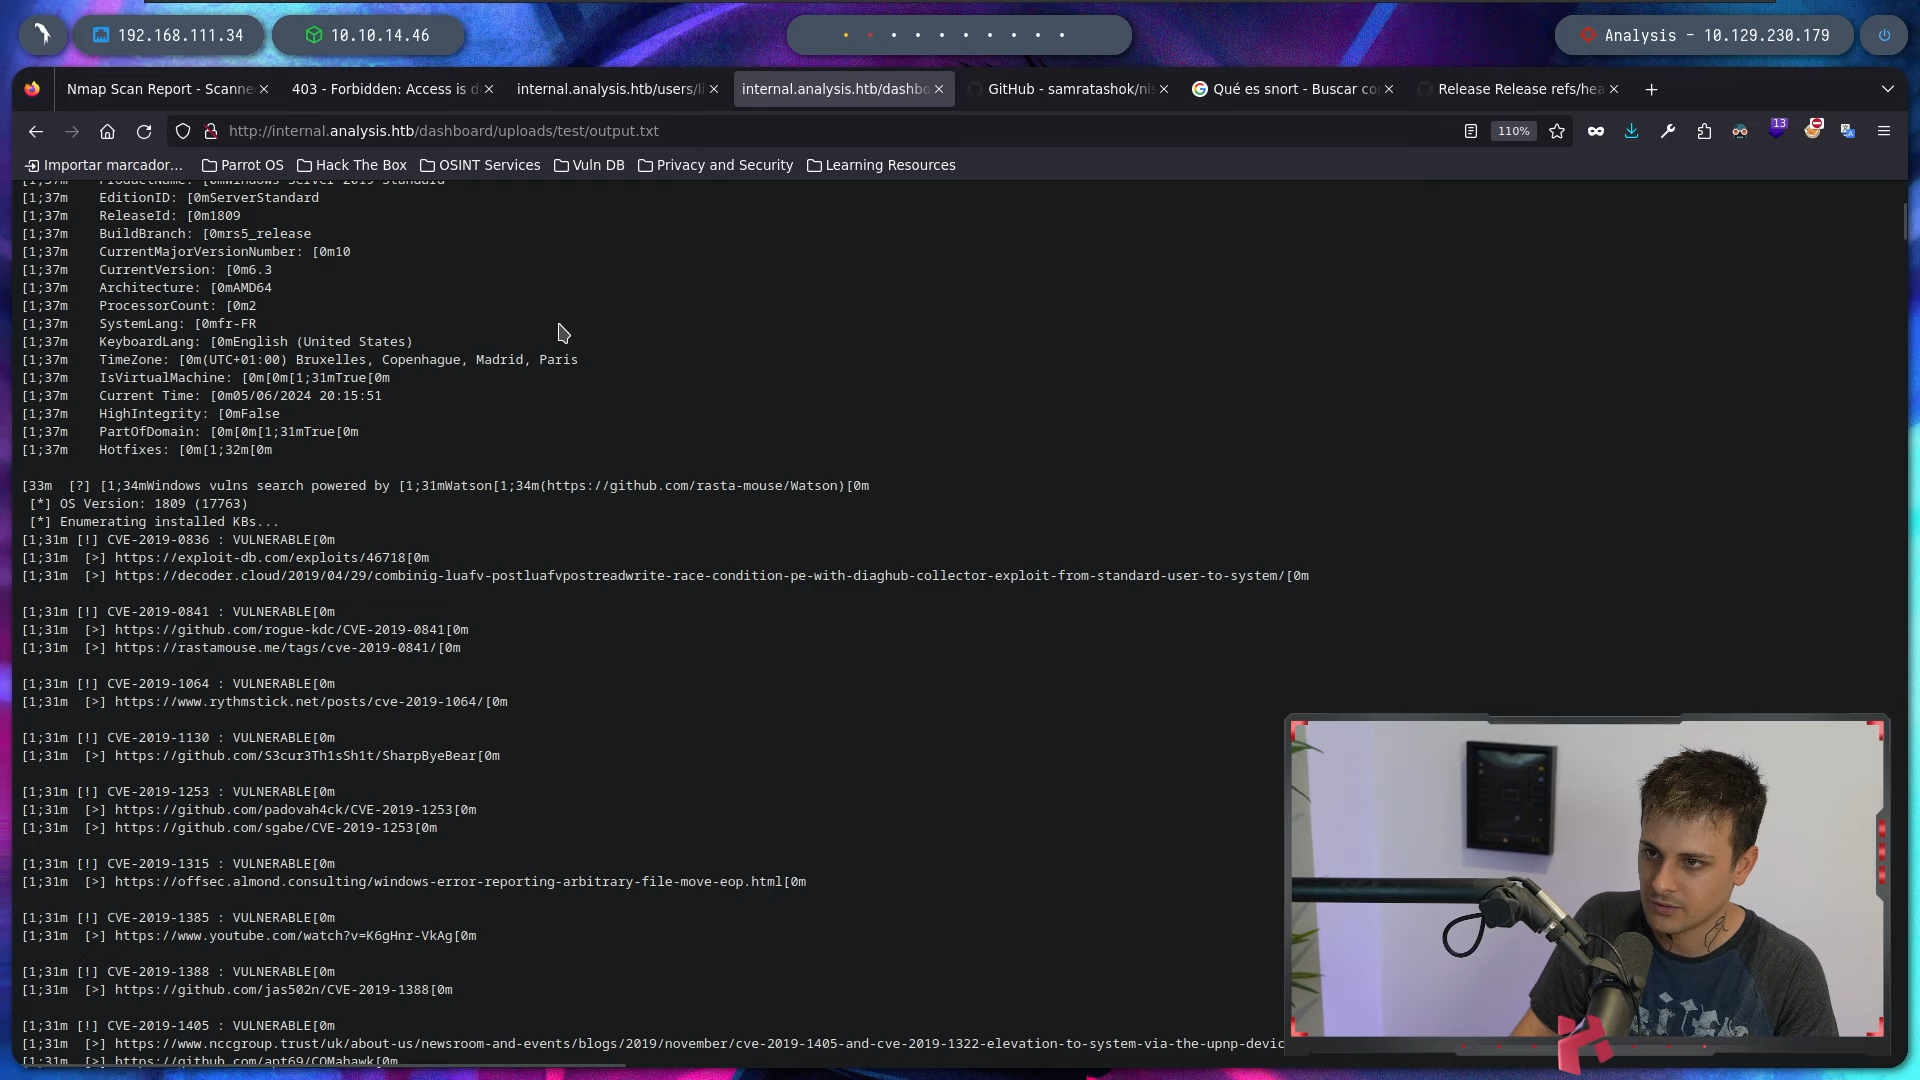 192.168.111.34
10.10.14.46
Analysis - 10.129.230.179
Nmap Scan Report - Scanne
403 - Forbidden: Access is d
internal.analysis.htb/users/li
internal.analysis.htb/dashbo
GitHub - samratashok/nis
Qué es snort - Buscar co
Release Release refs/hea
http://internal.analysis.htb/dashboard/uploads/test/output.txt
110%
13
Importar marcador...
Parrot OS
Hack The Box
OSINT Services
Vuln DB
Privacy and Security
Learning Resources
[1;37m    ProductName: [0mWindows Server 2019 Standard
[1;37m    EditionID: [0mServerStandard
[1;37m    ReleaseId: [0m1809
[1;37m    BuildBranch: [0mrs5_release
[1;37m    CurrentMajorVersionNumber: [0m10
[1;37m    CurrentVersion: [0m6.3
[1;37m    Architecture: [0mAMD64
[1;37m    ProcessorCount: [0m2
[1;37m    SystemLang: [0mfr-FR
[1;37m    KeyboardLang: [0mEnglish (United States)
[1;37m    TimeZone: [0m(UTC+01:00) Bruxelles, Copenhague, Madrid, Paris
[1;37m    IsVirtualMachine: [0m[0m[1;31mTrue[0m
[1;37m    Current Time: [0m05/06/2024 20:15:51
[1;37m    HighIntegrity: [0mFalse
[1;37m    PartOfDomain: [0m[0m[1;31mTrue[0m
[1;37m    Hotfixes: [0m[1;32m[0m
[33m  [?] [1;34mWindows vulns search powered by [1;31mWatson[1;34m(https://github.com/rasta-mouse/Watson)[0m
[*] OS Version: 1809 (17763)
[*] Enumerating installed KBs...
[1;31m [!] CVE-2019-0836 : VULNERABLE[0m
[1;31m  [>] https://exploit-db.com/exploits/46718[0m
[1;31m  [>] https://decoder.cloud/2019/04/29/combinig-luafv-postluafvpostreadwrite-race-condition-pe-with-diaghub-collector-exploit-from-standard-user-to-system/[0m
[1;31m [!] CVE-2019-0841 : VULNERABLE[0m
[1;31m  [>] https://github.com/rogue-kdc/CVE-2019-0841[0m
[1;31m  [>] https://rastamouse.me/tags/cve-2019-0841/[0m
[1;31m [!] CVE-2019-1064 : VULNERABLE[0m
[1;31m  [>] https://www.rythmstick.net/posts/cve-2019-1064/[0m
[1;31m [!] CVE-2019-1130 : VULNERABLE[0m
[1;31m  [>] https://github.com/S3cur3Th1sSh1t/SharpByeBear[0m
[1;31m [!] CVE-2019-1253 : VULNERABLE[0m
[1;31m  [>] https://github.com/padovah4ck/CVE-2019-1253[0m
[1;31m  [>] https://github.com/sgabe/CVE-2019-1253[0m
[1;31m [!] CVE-2019-1315 : VULNERABLE[0m
[1;31m  [>] https://offsec.almond.consulting/windows-error-reporting-arbitrary-file-move-eop.html[0m
[1;31m [!] CVE-2019-1385 : VULNERABLE[0m
[1;31m  [>] https://www.youtube.com/watch?v=K6gHnr-VkAg[0m
[1;31m [!] CVE-2019-1388 : VULNERABLE[0m
[1;31m  [>] https://github.com/jas502n/CVE-2019-1388[0m
[1;31m [!] CVE-2019-1405 : VULNERABLE[0m
[1;31m  [>] https://www.nccgroup.trust/uk/about-us/newsroom-and-events/blogs/2019/november/cve-2019-1405-and-cve-2019-1322-elevation-to-system-via-the-upnp-devic
[1;31m  [>] https://github.com/apt69/COMahawk[0m